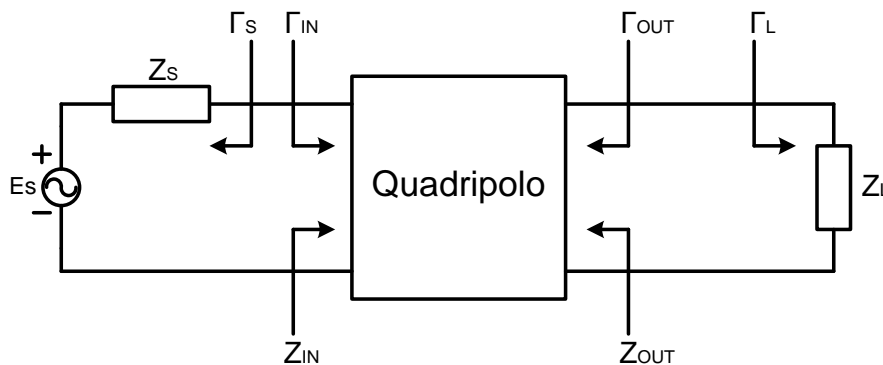 ΓS ΓIN ΓOUT ΓL
ZS
+
Es
−
Quadripolo
ZL
ZIN ZOUT